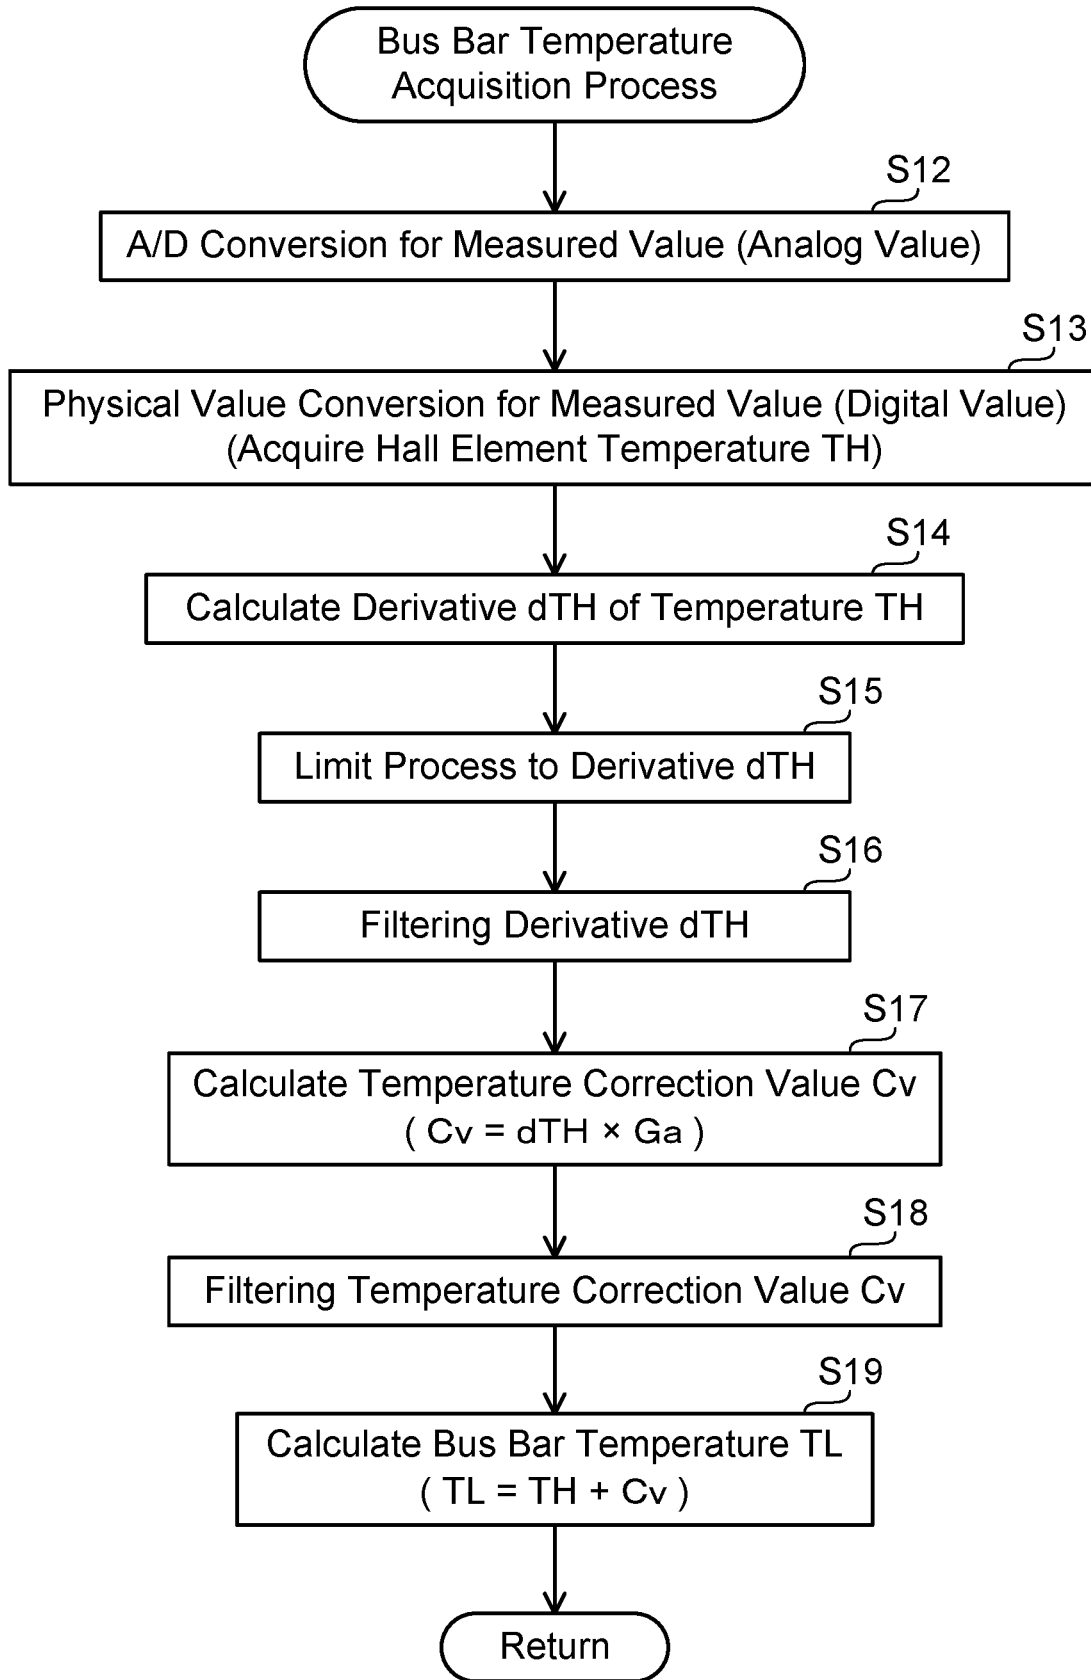 Bus Bar Temperature
Acquisition Process
S12
A/D Conversion for Measured Value (Analog Value)
S13
Physical Value Conversion for Measured Value (Digital Value)
(Acquire Hall Element Temperature TH)
S14
Calculate Derivative dTH of Temperature TH
S15
Limit Process to Derivative dTH
S16
Filtering Derivative dTH
S17
Calculate Temperature Correction Value Cv
( Cv = dTH × Ga )
S18
Filtering Temperature Correction Value Cv
S19
Calculate Bus Bar Temperature TL
( TL = TH + Cv )
Return